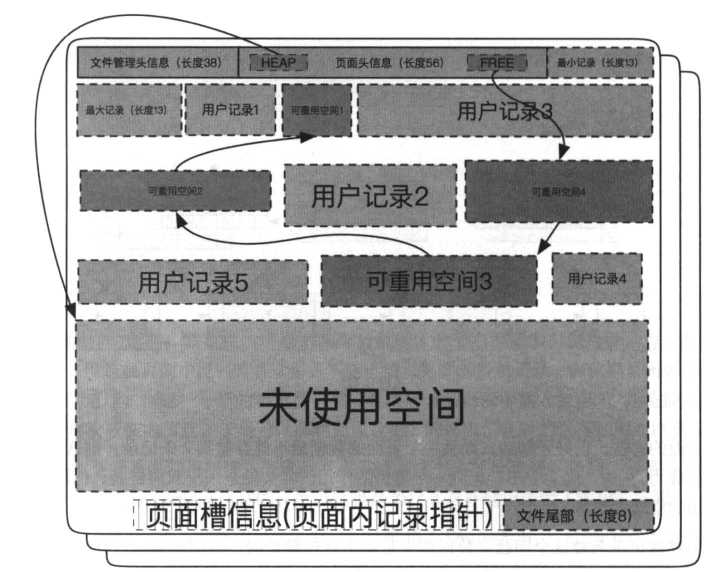 文件管理头信息（长度38） HEAP 页面头信息（长度56） FREE 最小记录（长度13）
最大记录（长度13） 用户记录1 可重用空间1 用户记录3
可重用空间2 用户记录2 可重用空间4
用户记录5 可重用空间3 用户记录4
未使用空间
页面槽信息(页面内记录指针) 文件尾部（长度8）